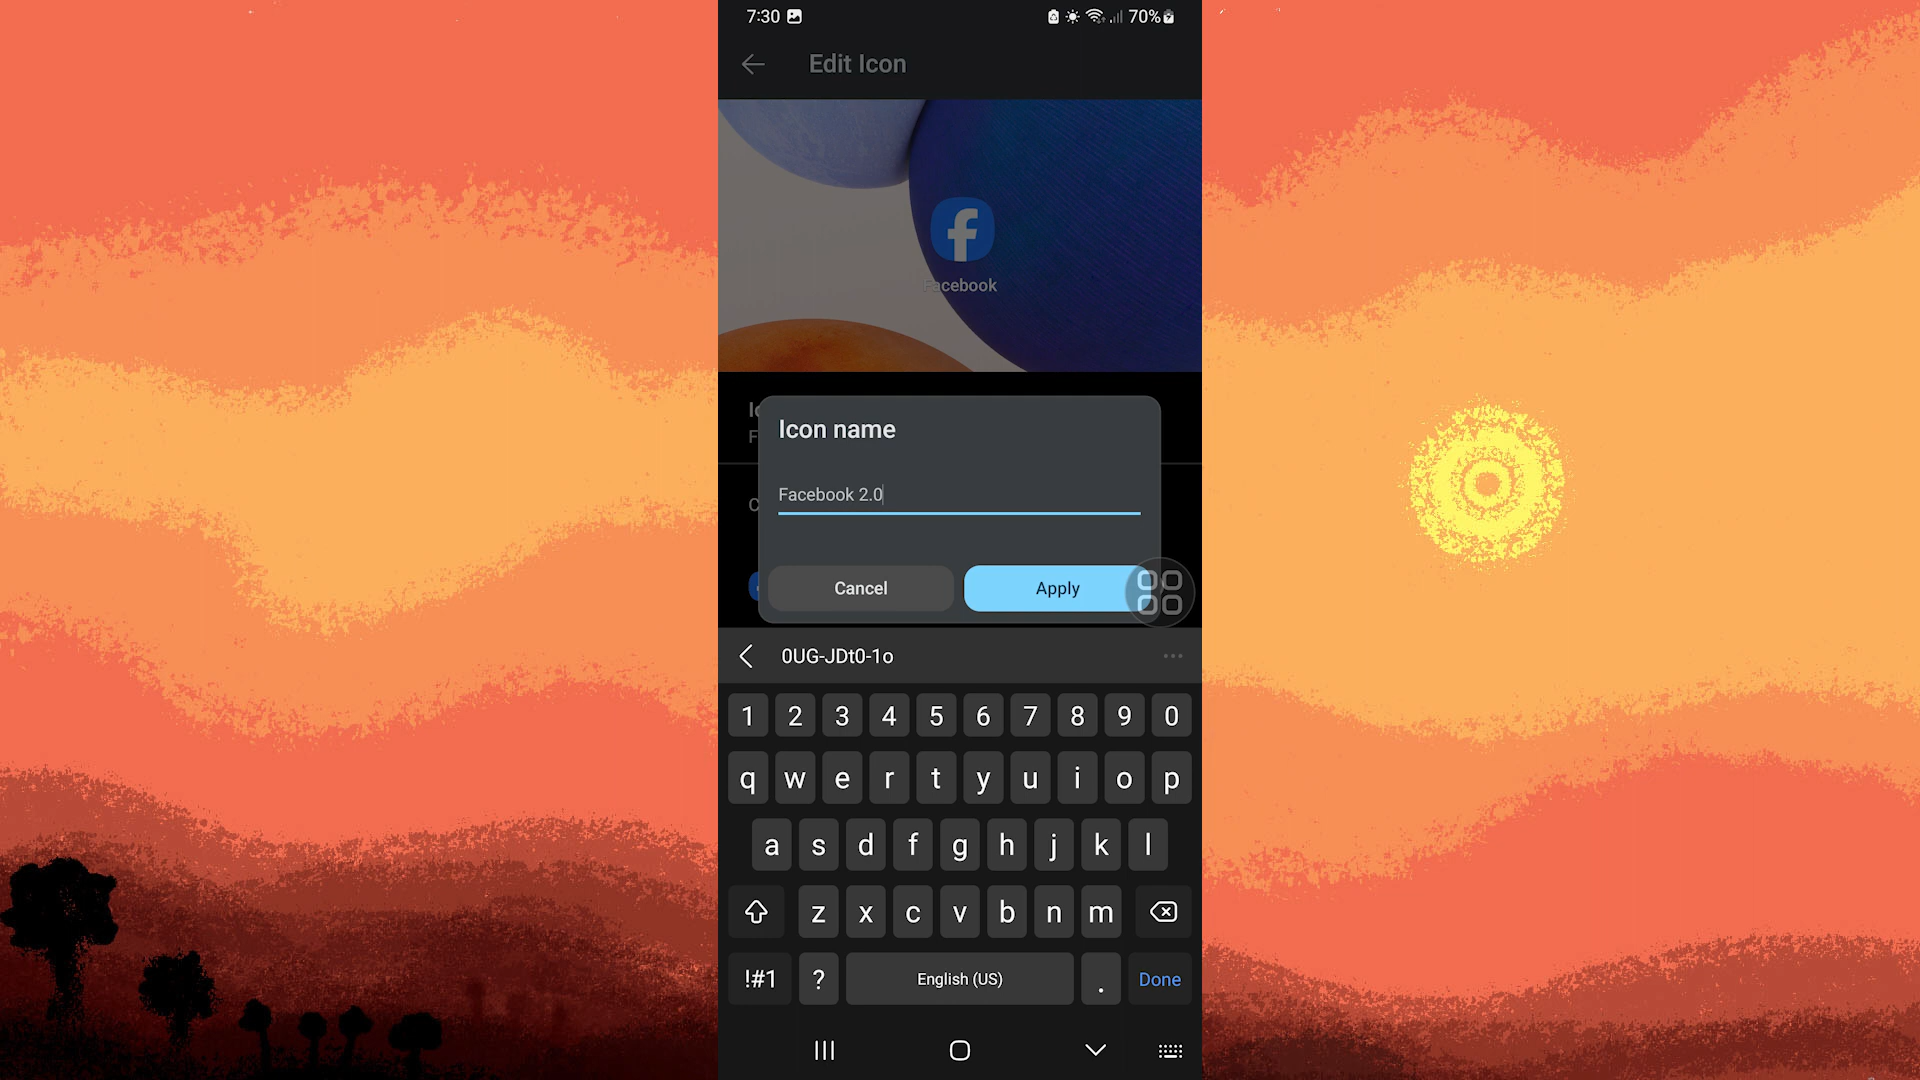 7:30 70%
Edit Icon
f
Facebook
Ic
F
C
Icon name
Facebook 2.0
Cancel Apply
0UG-JDt0-1o ...
1 2 3 4 5 6 7 8 9 0
q w e r t y u i o p
a s d f g h j k l
z x c v b n m
!#1 ? English (US) . Done